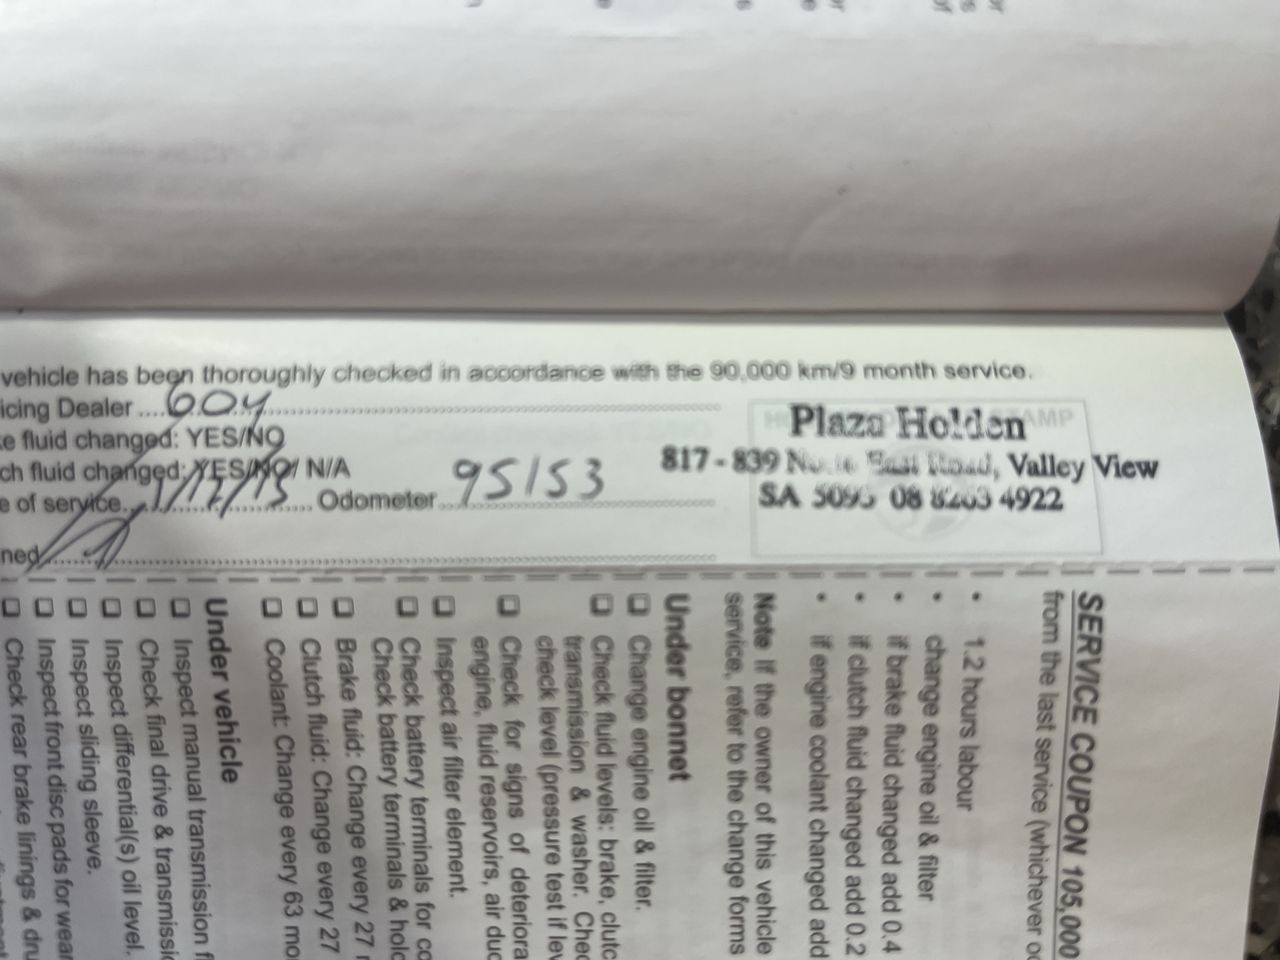 vehicle has been thoroughly checked in accordance with the 90,000 km/9 month service.
icing Dealer 604
ke fluid changed: YES/NO
ch fluid changed: YES/NO/ N/A
e of service Odometer 95153
ned
STAMP
Plaza Holden
817 - 839 East Road, Valley View
SA 5095 08 8263 4922
SERVICE COUPON 105,000
from the last service (whichever oc
• 1.2 hours labour
• change engine oil & filter
• if brake fluid changed add 0.4
• if clutch fluid changed add 0.2
• if engine coolant changed add
Note If the owner of this vehicle
service, refer to the change forms
Under bonnet
❑ Change engine oil & filter.
❑ Check fluid levels: brake, clutc
transmission & washer. Chec
check level (pressure test if lev
❑ Check for signs of deteriora
engine, fluid reservoirs, air duc
❑ Inspect air filter element.
❑ Check battery terminals for co
Check battery terminals & hold
❑ Brake fluid: Change every 27 m
❑ Clutch fluid: Change every 27
❑ Coolant: Change every 63 mo
Under vehicle
❑ Inspect manual transmission fl
❑ Check final drive & transmissio
❑ Inspect differential(s) oil level.
❑ Inspect sliding sleeve.
❑ Inspect front disc pads for wear
❑ Check rear brake linings & dru